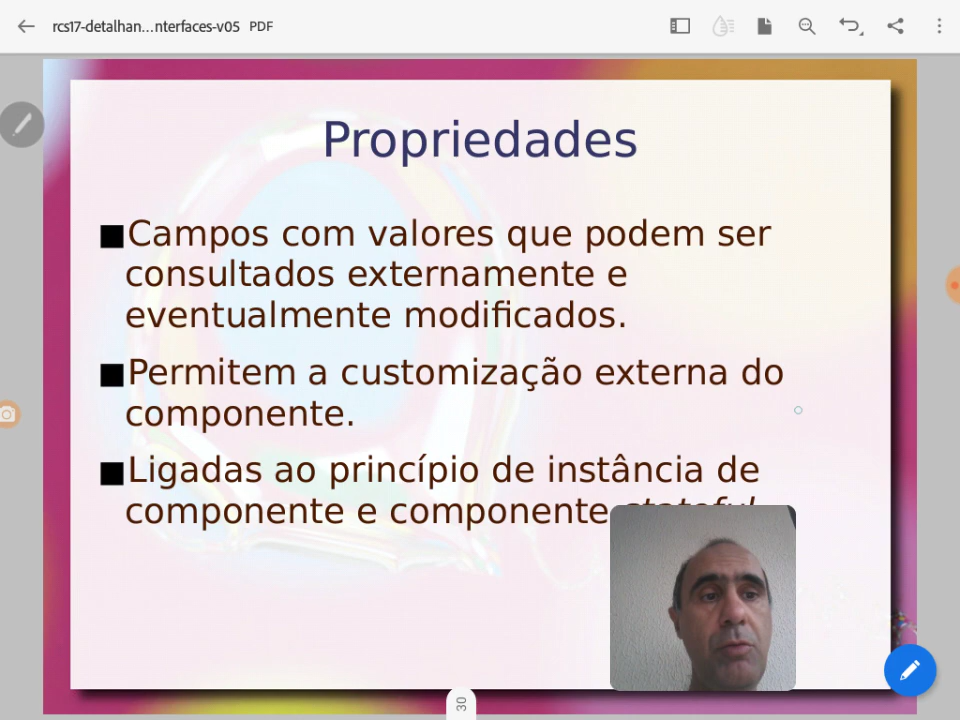 rcs17-detalhan...nterfaces-v05 PDF
Propriedades
■Campos com valores que podem ser
consultados externamente e
eventualmente modificados.
■Permitem a customização externa do
componente.
■Ligadas ao princípio de instância de
componente e componente
30